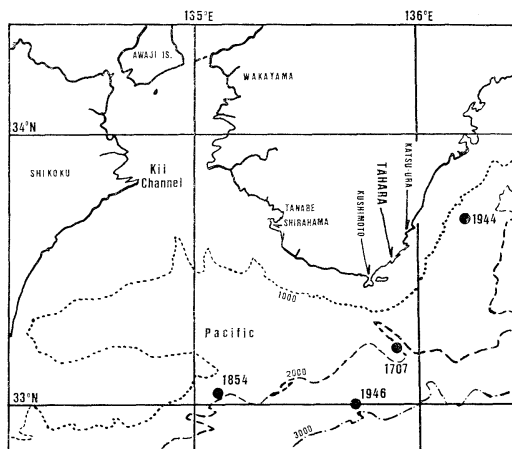 135°E
136°E
AWAJI IS.
WAKAYAMA
34°N
SHIKOKU
Kii
Channel
KATSU-URA
TAHARA
KUSHIMOTO
TANABE
SHIRAHAMA
1944
1000
Pacific
1707
2000
1854
1946
33°N
3000